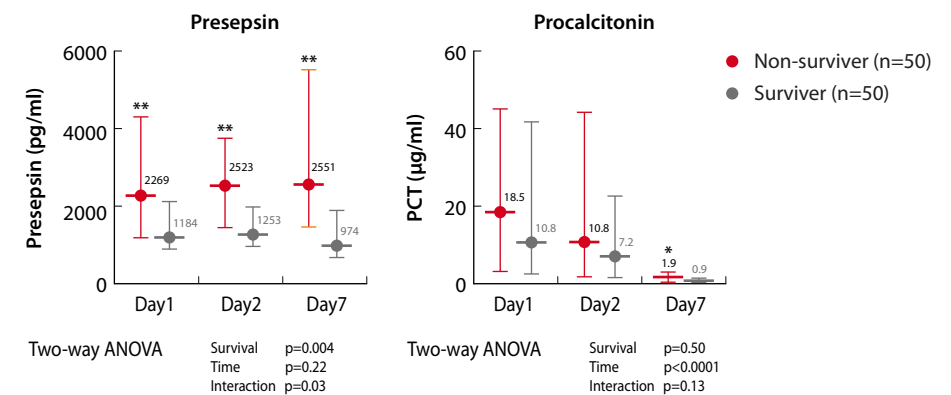 Presepsin
Presepsin (pg/ml)
6000
4000
2000
0
**
**
**
2269
1184
2523
1253
2551
974
Day1
Day2
Day7
Two-way ANOVA
Survival p=0.004
Time p=0.22
Interaction p=0.03
Procalcitonin
PCT (µg/ml)
60
40
20
0
18.5
10.8
10.8
7.2
*
1.9
0.9
Day1
Day2
Day7
Two-way ANOVA
Survival p=0.50
Time p<0.0001
Interaction p=0.13
Non-surviver (n=50)
Surviver (n=50)